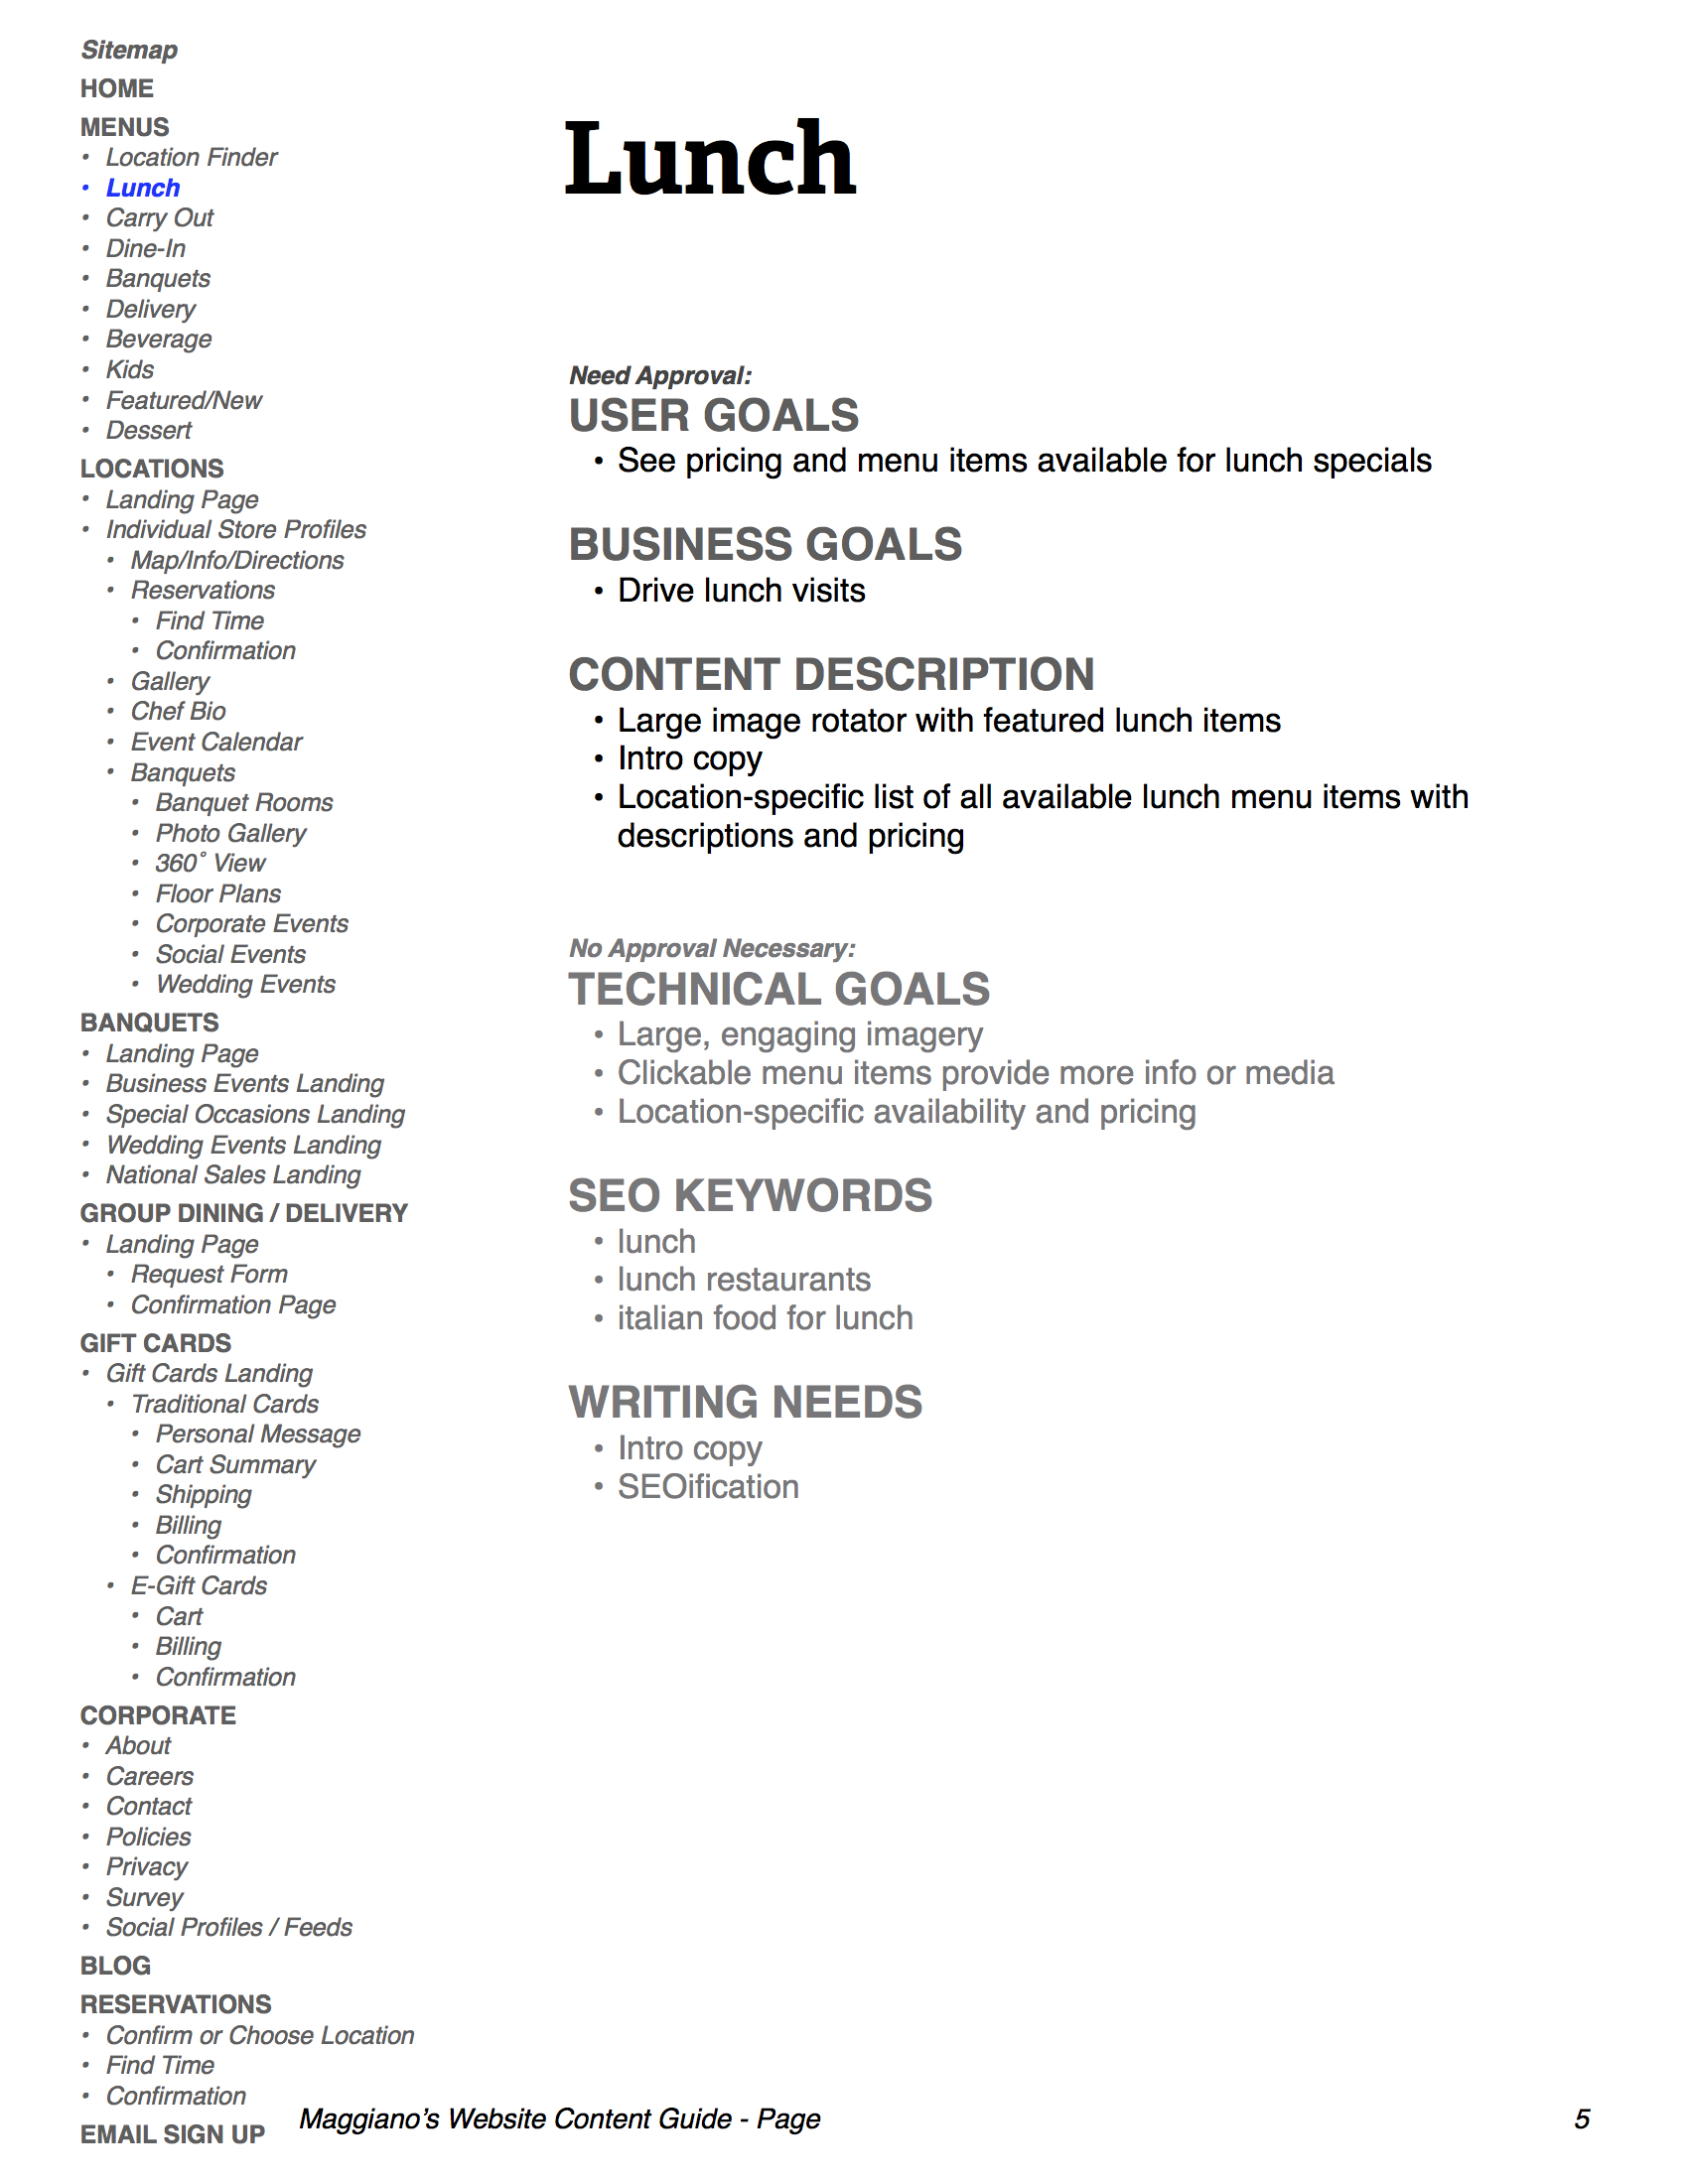 Sitemap
HOME
MENUS
• Location Finder
• Lunch
• Carry Out
• Dine-In
• Banquets
• Delivery
• Beverage
• Kids
• Featured/New
• Dessert
LOCATIONS
• Landing Page
• Individual Store Profiles
• Map/Info/Directions
• Reservations
• Find Time
• Confirmation
• Gallery
• Chef Bio
• Event Calendar
• Banquets
• Banquet Rooms
• Photo Gallery
• 360˚ View
• Floor Plans
• Corporate Events
• Social Events
• Wedding Events
BANQUETS
• Landing Page
• Business Events Landing
• Special Occasions Landing
• Wedding Events Landing
• National Sales Landing
GROUP DINING / DELIVERY
• Landing Page
• Request Form
• Confirmation Page
GIFT CARDS
• Gift Cards Landing
• Traditional Cards
• Personal Message
• Cart Summary
• Shipping
• Billing
• Confirmation
• E-Gift Cards
• Cart
• Billing
• Confirmation
CORPORATE
• About
• Careers
• Contact
• Policies
• Privacy
• Survey
• Social Profiles / Feeds
BLOG
RESERVATIONS
• Confirm or Choose Location
• Find Time
• Confirmation
EMAIL SIGN UP
Lunch
Need Approval:
USER GOALS
• See pricing and menu items available for lunch specials
BUSINESS GOALS
• Drive lunch visits
CONTENT DESCRIPTION
• Large image rotator with featured lunch items
• Intro copy
• Location-specific list of all available lunch menu items with
descriptions and pricing
No Approval Necessary:
TECHNICAL GOALS
• Large, engaging imagery
• Clickable menu items provide more info or media
• Location-specific availability and pricing
SEO KEYWORDS
• lunch
• lunch restaurants
• italian food for lunch
WRITING NEEDS
• Intro copy
• SEOification
Maggiano’s Website Content Guide - Page 5